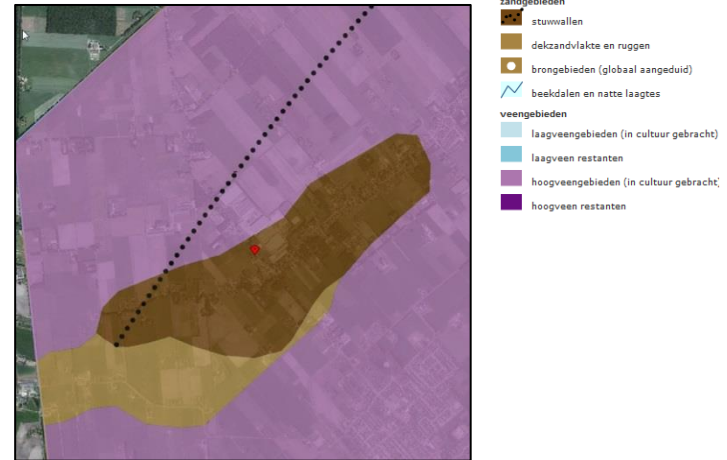 zandgebieden
stuwwallen
dekzandvlakte en ruggen
brongebieden (globaal aangeduid)
beekdalen en natte laagtes
veengebieden
laagveengebieden (in cultuur gebracht)
laagveen restanten
hoogveengebieden (in cultuur gebracht)
hoogveen restanten